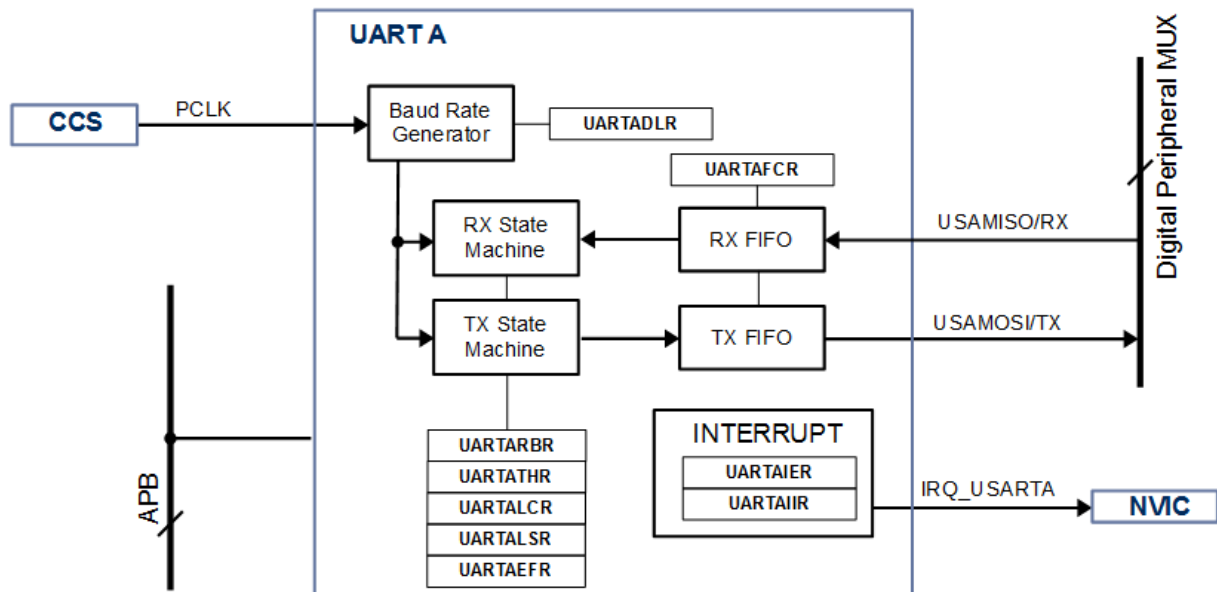 UART A
Digital Peripheral MUX
CCS
PCLK
Baud Rate
Generator
UARTADLR
UARTAFCR
RX State
Machine
RX FIFO
USAMISO/RX
TX State
Machine
TX FIFO
USAMOSI/TX
APB
UARTARBR
UARTATHR
UARTALCR
UARTALSR
UARTAEFR
INTERRUPT
UARTAIER
UARTAIIR
IRQ_USARTA
NVIC